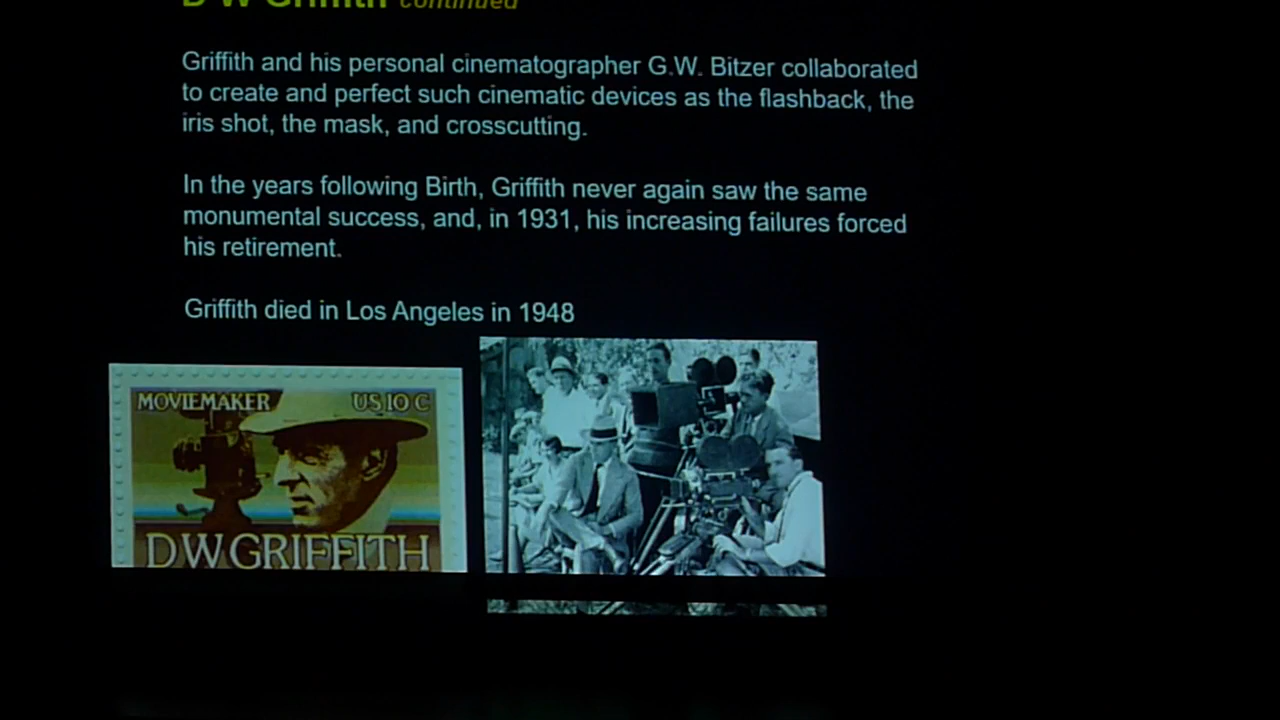 D W Griffith continued
Griffith and his personal cinematographer G.W. Bitzer collaborated
to create and perfect such cinematic devices as the flashback, the
iris shot, the mask, and crosscutting.
In the years following Birth, Griffith never again saw the same
monumental success, and, in 1931, his increasing failures forced
his retirement.
Griffith died in Los Angeles in 1948
MOVIEMAKER US 10 C
D W GRIFFITH